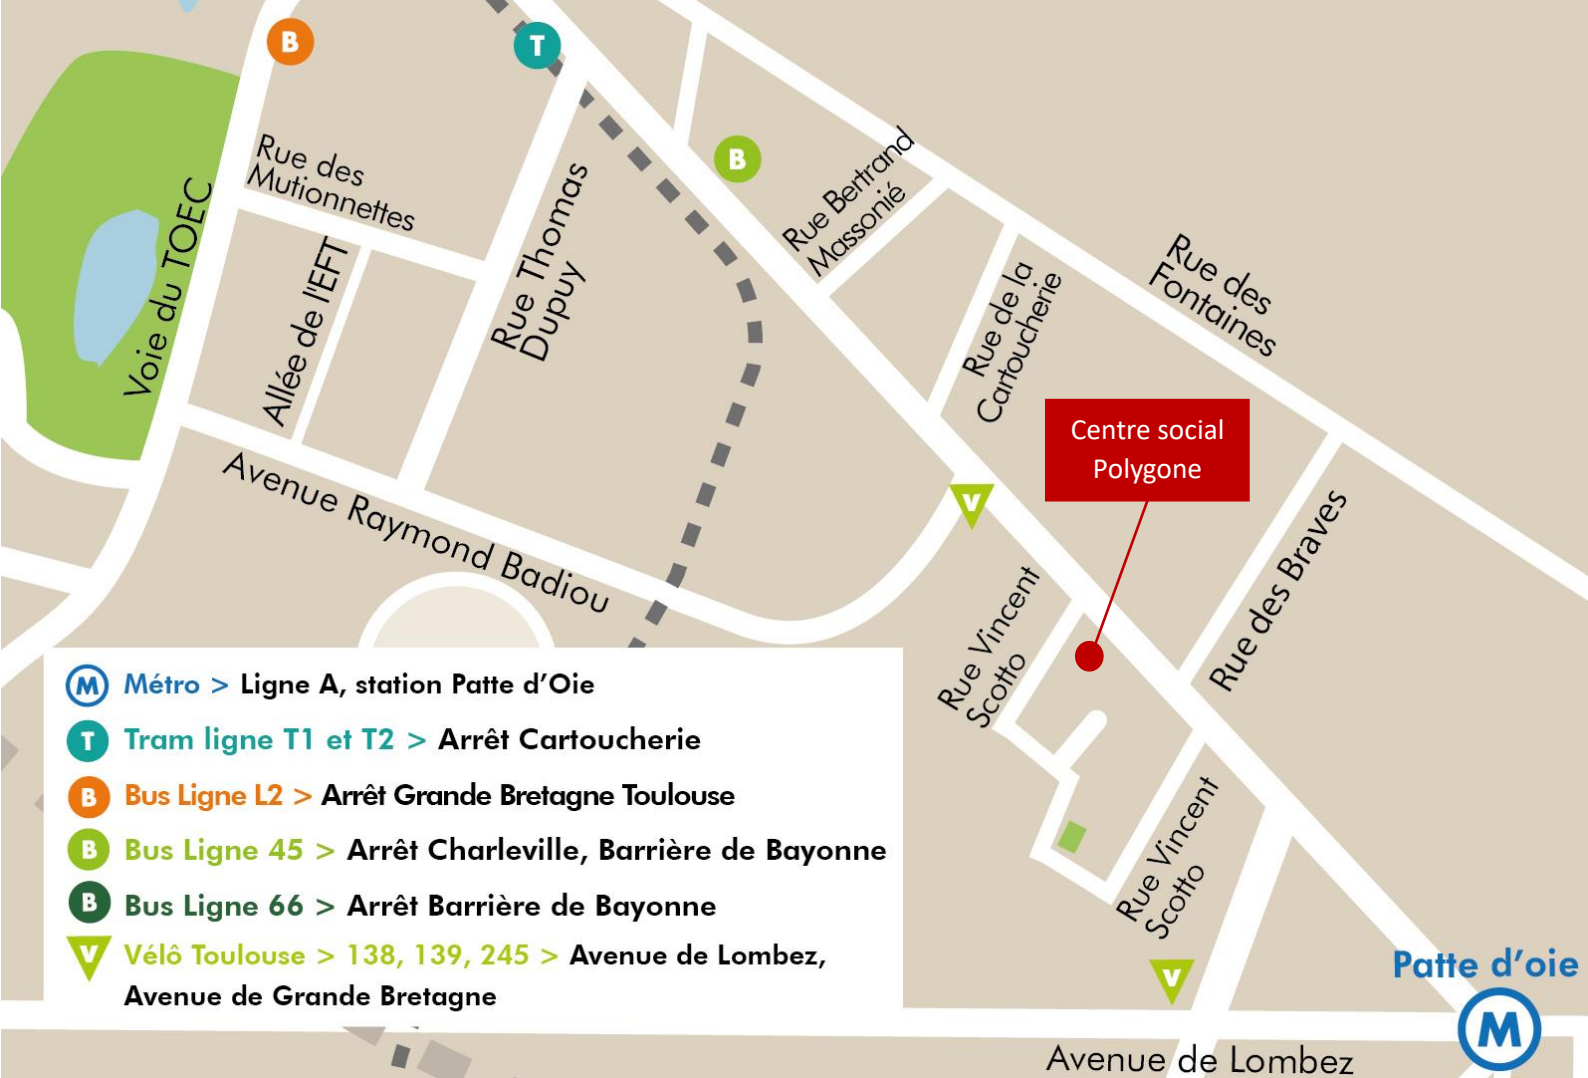 B
T
B
Rue des
Mutionnettes
Voie du TOEC
Allée de l'EFT
Rue Thomas
Dupuy
Rue Bertrand
Massonié
Rue de la
Cartoucherie
Rue des
Fontaines
Centre social
Polygone
Avenue Raymond Badiou
V
Rue des Braves
Rue Vincent
Scotto
M Métro > Ligne A, station Patte d'Oie
T Tram ligne T1 et T2 > Arrêt Cartoucherie
B Bus Ligne L2 > Arrêt Grande Bretagne Toulouse
B Bus Ligne 45 > Arrêt Charleville, Barrière de Bayonne
B Bus Ligne 66 > Arrêt Barrière de Bayonne
V Vélô Toulouse > 138, 139, 245 > Avenue de Lombez,
Avenue de Grande Bretagne
Rue Vincent
Scotto
V
Patte d'oie
M
Avenue de Lombez